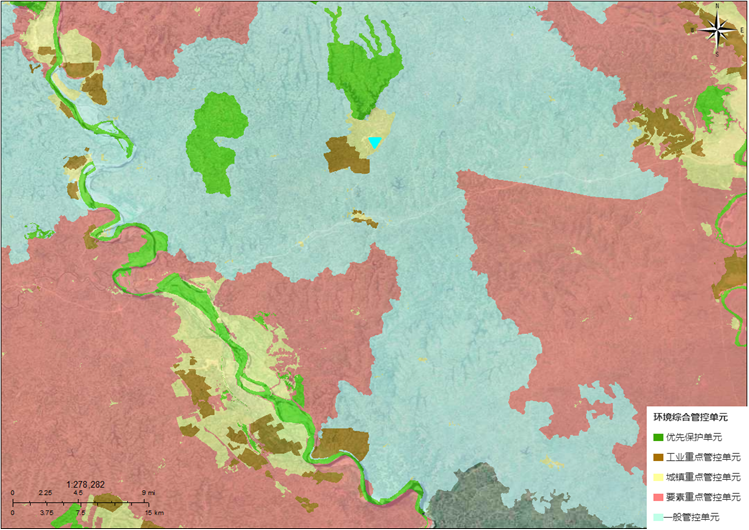 N
W
E
S
1:278,282
0 2.25 4.5 9 mi
0 3.75 7.5 15 km
环境综合管控单元
优先保护单元
工业重点管控单元
城镇重点管控单元
要素重点管控单元
一般管控单元